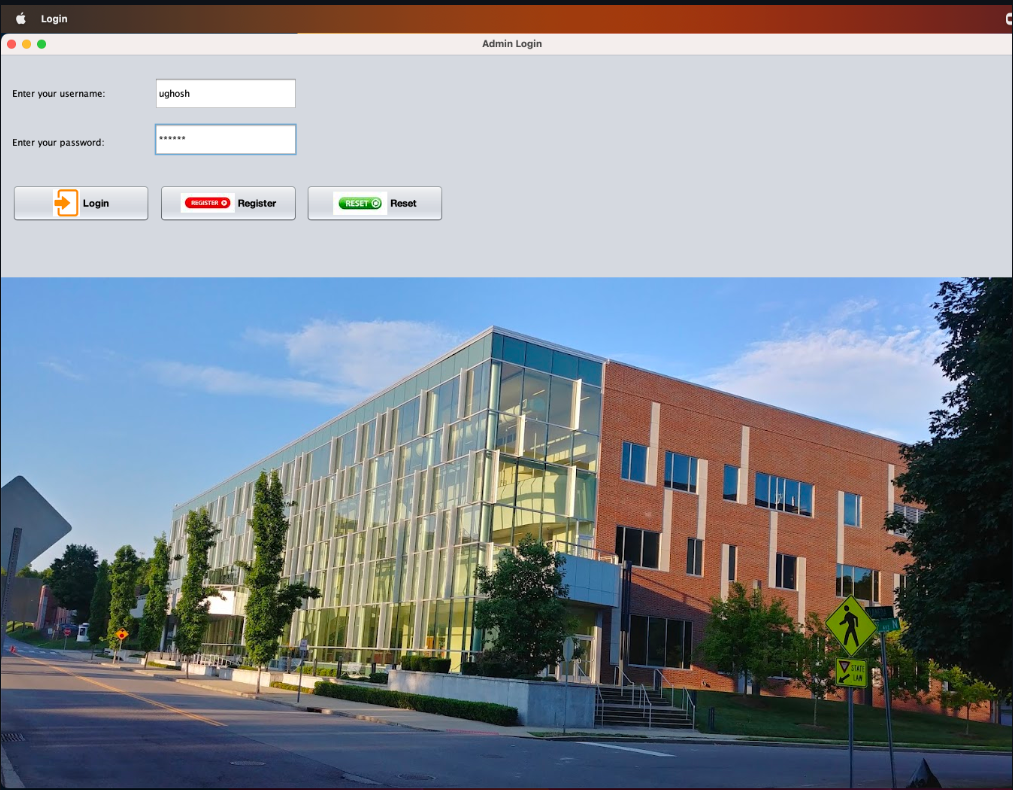 Login
Admin Login
Enter your username:
ughosh
Enter your password:
******
REGISTER
RESET
Login Register Reset
STATE
LAW